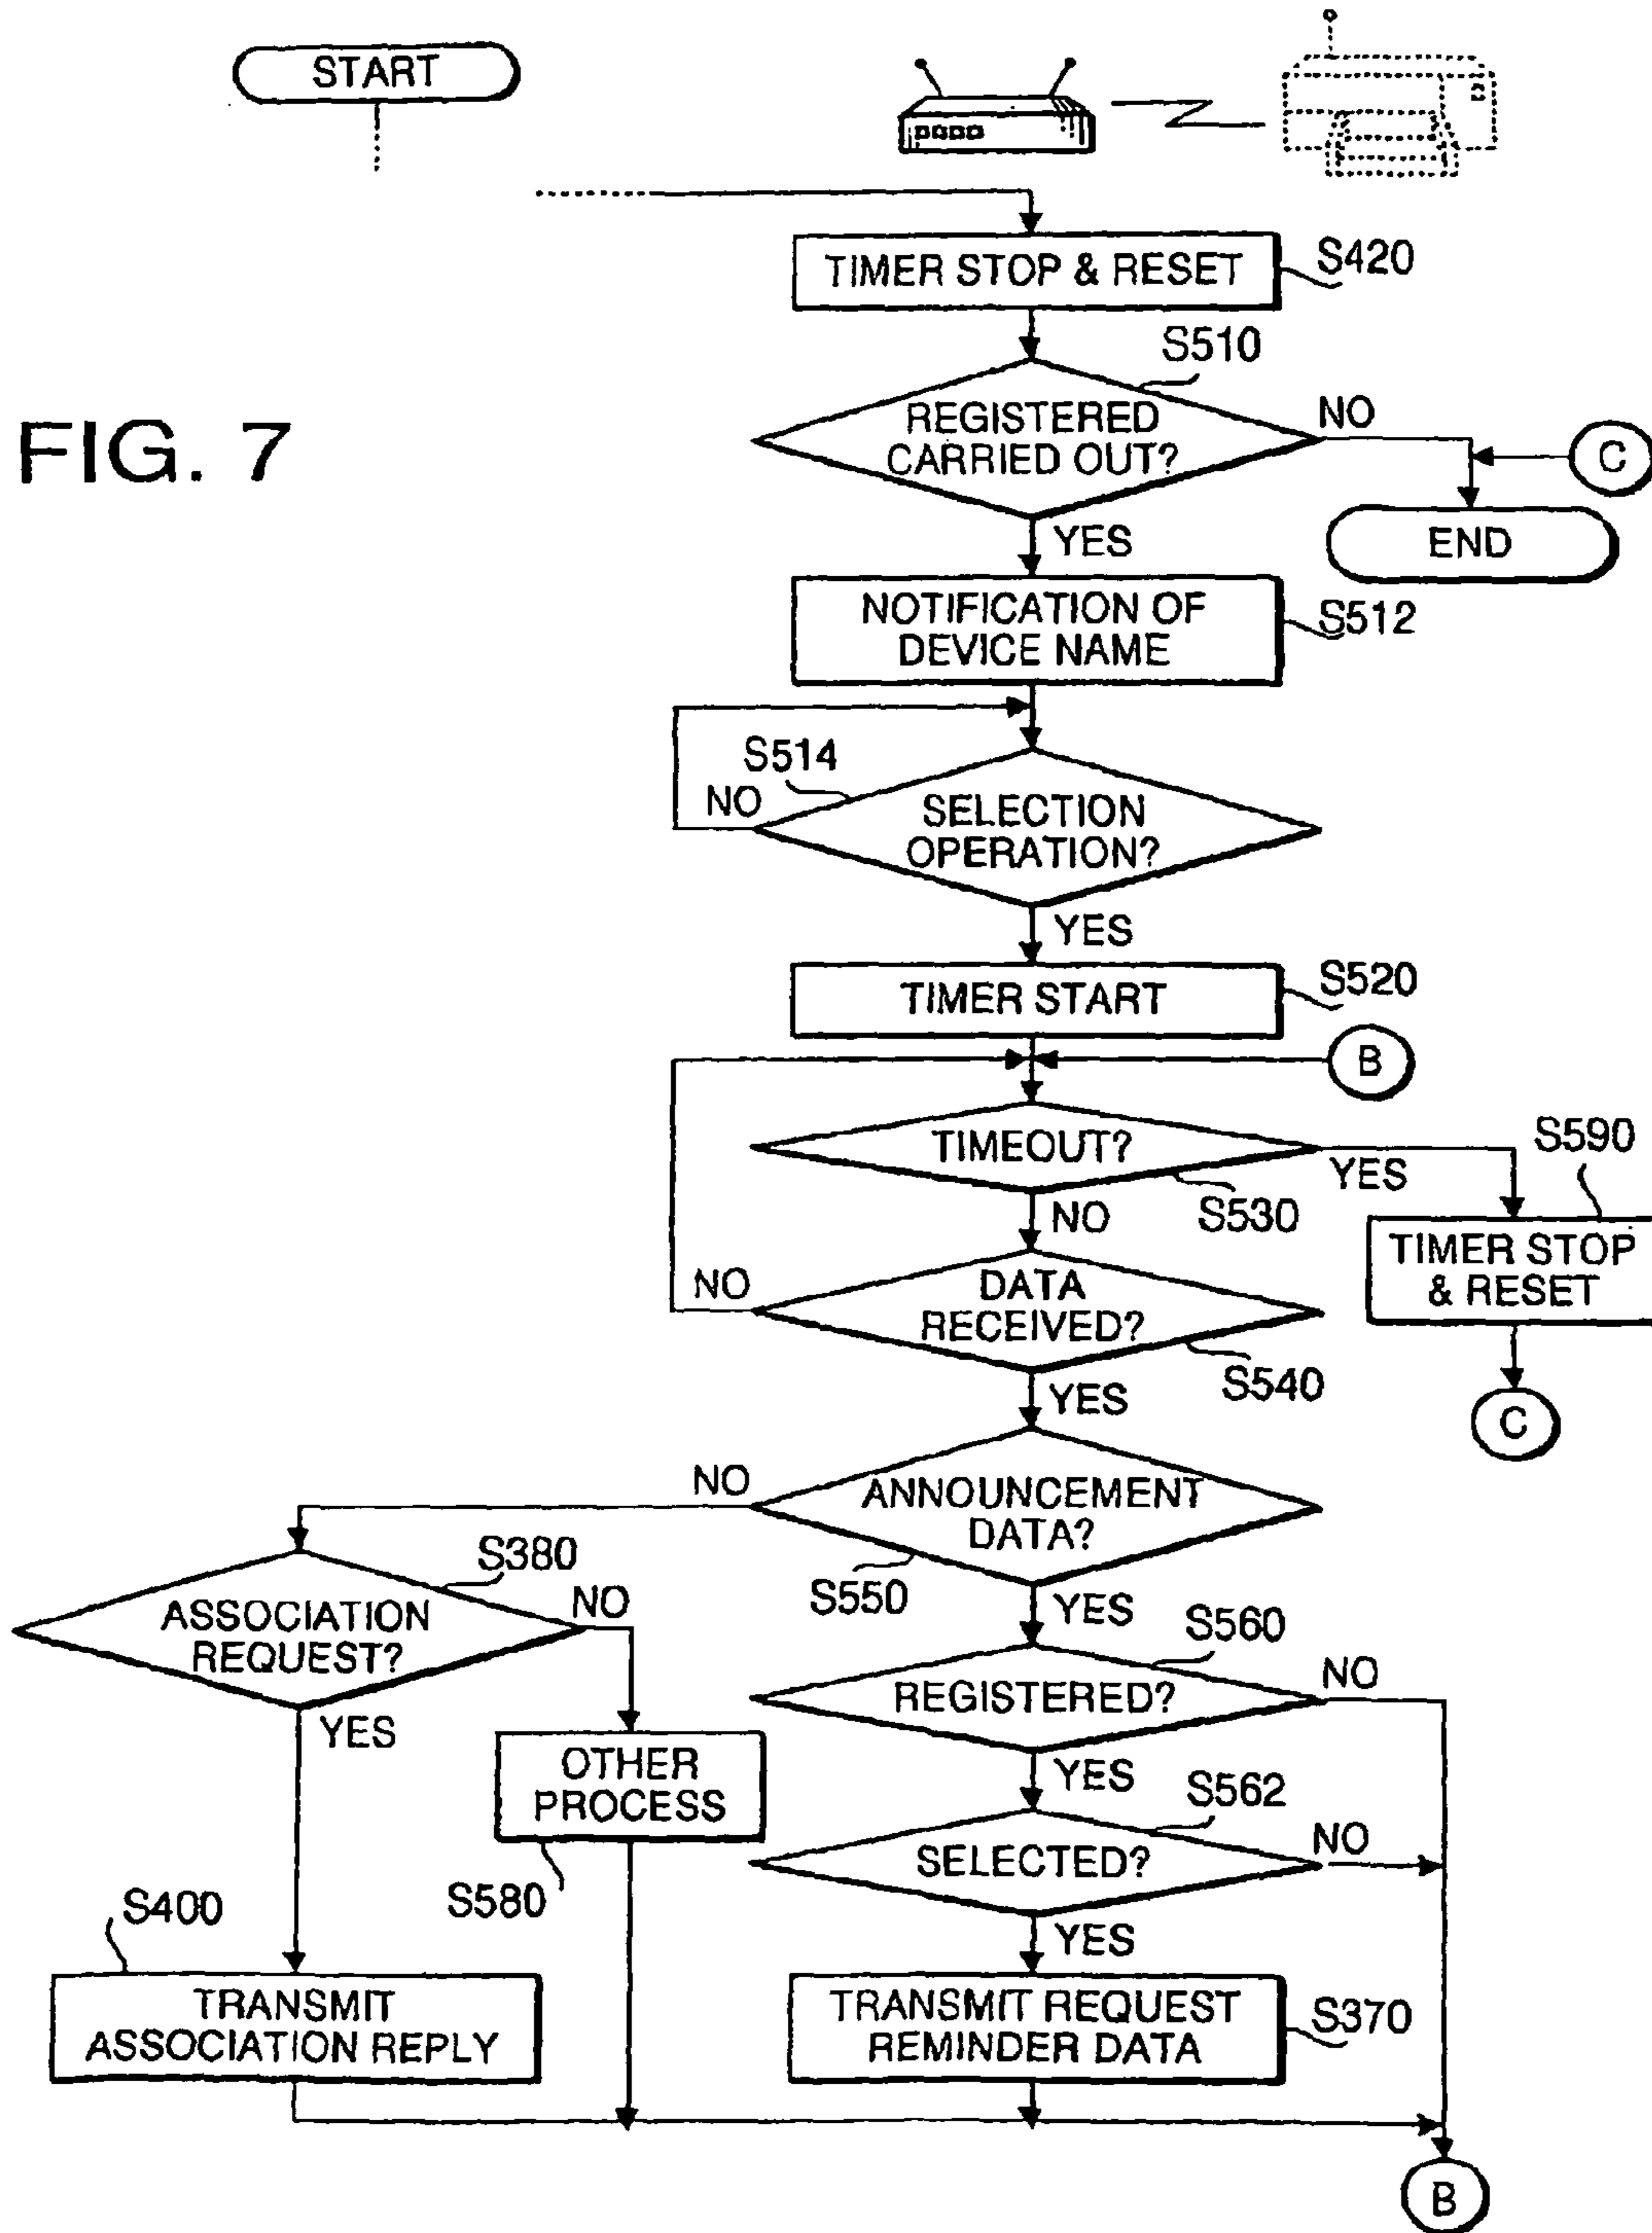 START
TIMER STOP & RESET
S420
S510
FIG. 7
REGISTERED
CARRIED OUT?
NO
C
END
YES
NOTIFICATION OF
DEVICE NAME
S512
S514
NO
SELECTION
OPERATION?
YES
TIMER START
S520
B
TIMEOUT?
S590
YES
S530
NO
TIMER STOP
& RESET
NO
DATA
RECEIVED?
S540
YES
C
NO
ANNOUNCEMENT
DATA?
S380
S550
YES
ASSOCIATION
REQUEST?
NO
S560
REGISTERED?
NO
YES
OTHER
PROCESS
YES
S562
SELECTED?
NO
S580
S400
YES
TRANSMIT
ASSOCIATION REPLY
TRANSMIT REQUEST
REMINDER DATA
S370
B